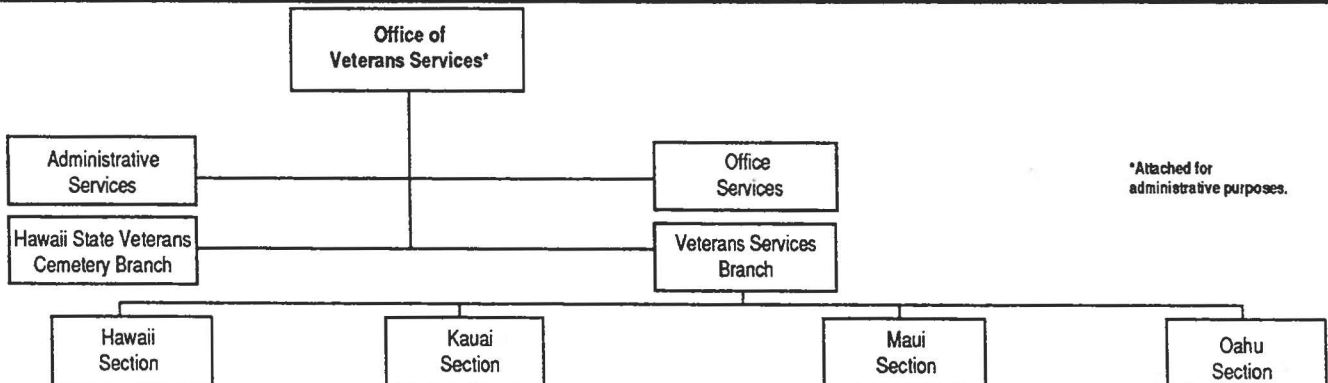 Office of
Veterans Services*
Administrative
Services
Office
Services
*Attached for
administrative purposes.
Hawaii State Veterans
Cemetery Branch
Veterans Services
Branch
Hawaii
Section
Kauai
Section
Maui
Section
Oahu
Section